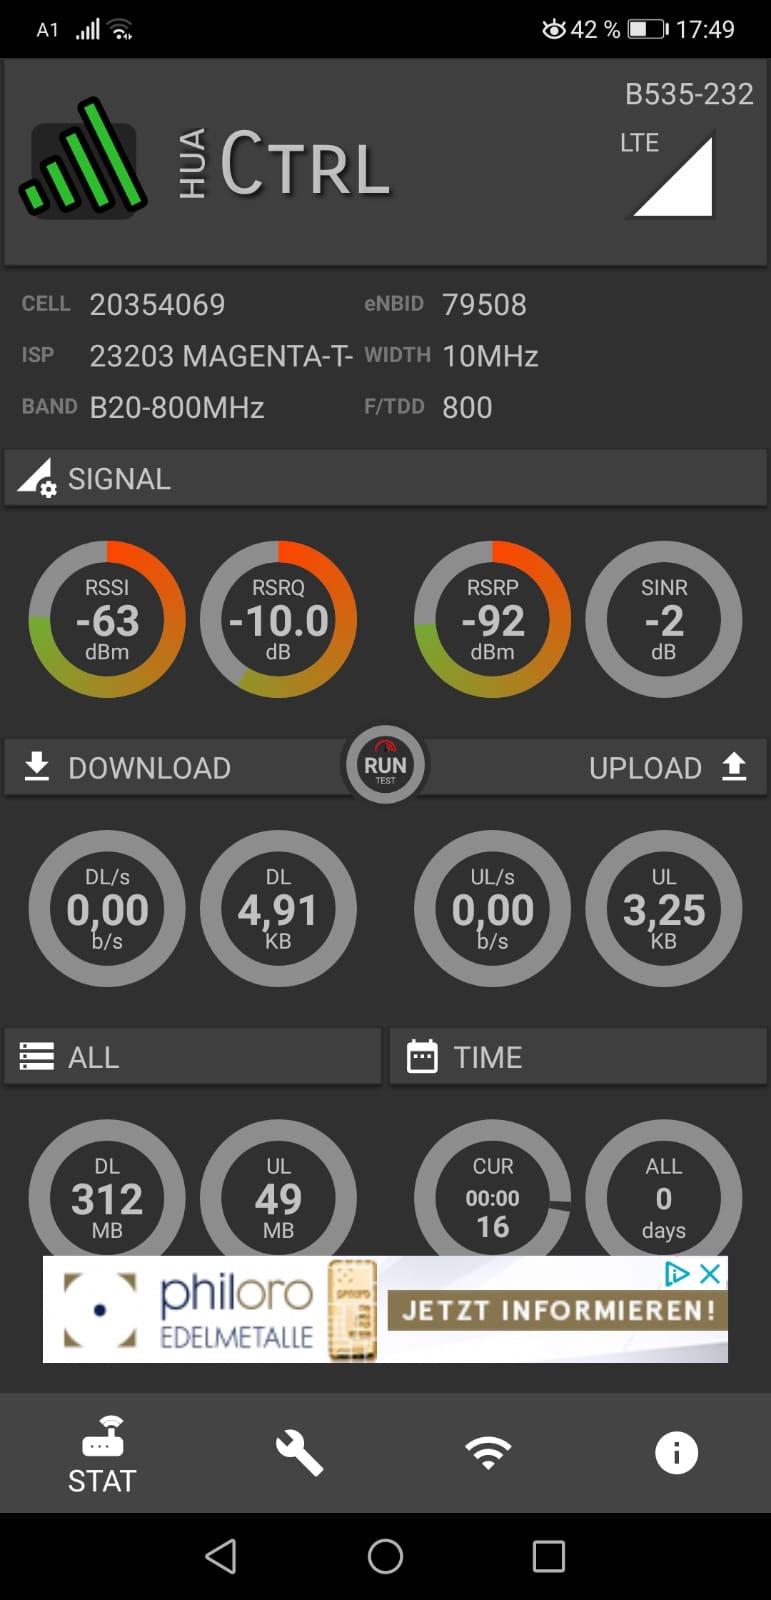 A1 42 % 17:49
B535-232
HUA CTRL LTE
CELL 20354069 eNBID 79508
ISP 23203 MAGENTA-T- WIDTH 10MHz
BAND B20-800MHz F/TDD 800
SIGNAL
RSSI RSRQ RSRP SINR
-63 -10.0 -92 -2
dBm dB dBm dB
DOWNLOAD RUN TEST UPLOAD
DL/s DL UL/s UL
0,00 4,91 0,00 3,25
b/s KB b/s KB
ALL TIME
DL UL CUR ALL
312 49 00:00 0
MB MB 16 days
philoro
EDELMETALLE
JETZT INFORMIEREN!
STAT